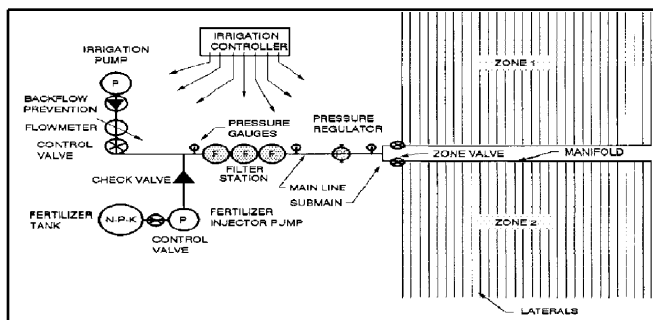 IRRIGATION
CONTROLLER
ZONE 1
IRRIGATION
PUMP
P
BACKFLOW
PREVENTION
FLOWMETER
CONTROL
VALVE
PRESSURE
GAUGES
PRESSURE
REGULATOR
F F F
FILTER
STATION
ZONE VALVE
MANIFOLD
CHECK VALVE
MAIN LINE
SUBMAIN
FERTILIZER
TANK
N-P-K
P
FERTILIZER
INJECTOR PUMP
CONTROL
VALVE
ZONE 2
LATERALS